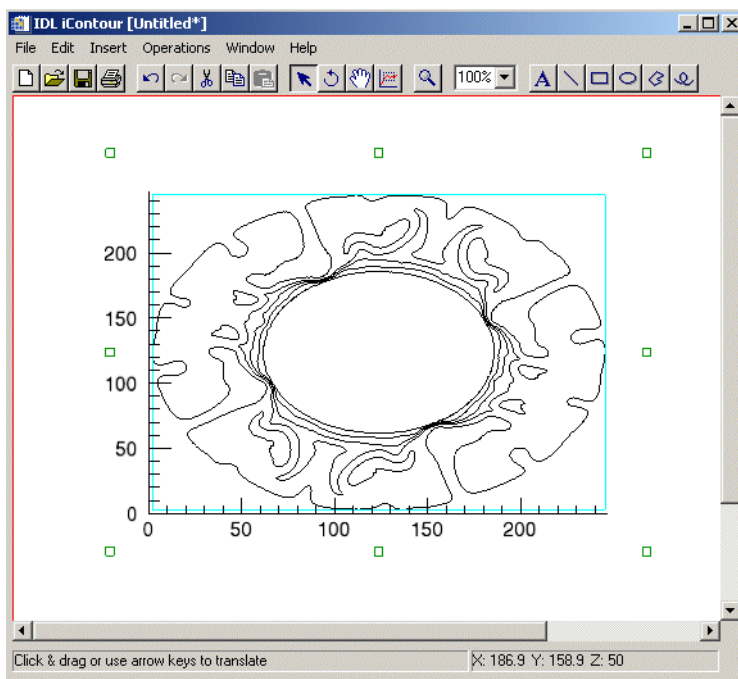 IDL iContour [Untitled*]
File Edit Insert Operations Window Help
100% A
200
150
100
50
0
0 50 100 150 200
Click & drag or use arrow keys to translate X: 186.9 Y: 158.9 Z: 50